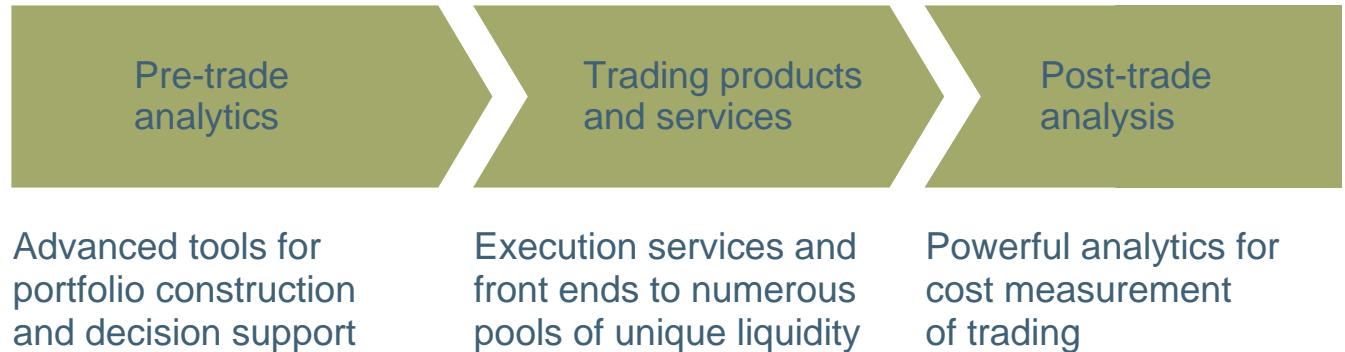 Pre-trade
analytics
Trading products
and services
Post-trade
analysis
Advanced tools for
portfolio construction
and decision support
Execution services and
front ends to numerous
pools of unique liquidity
Powerful analytics for
cost measurement
of trading